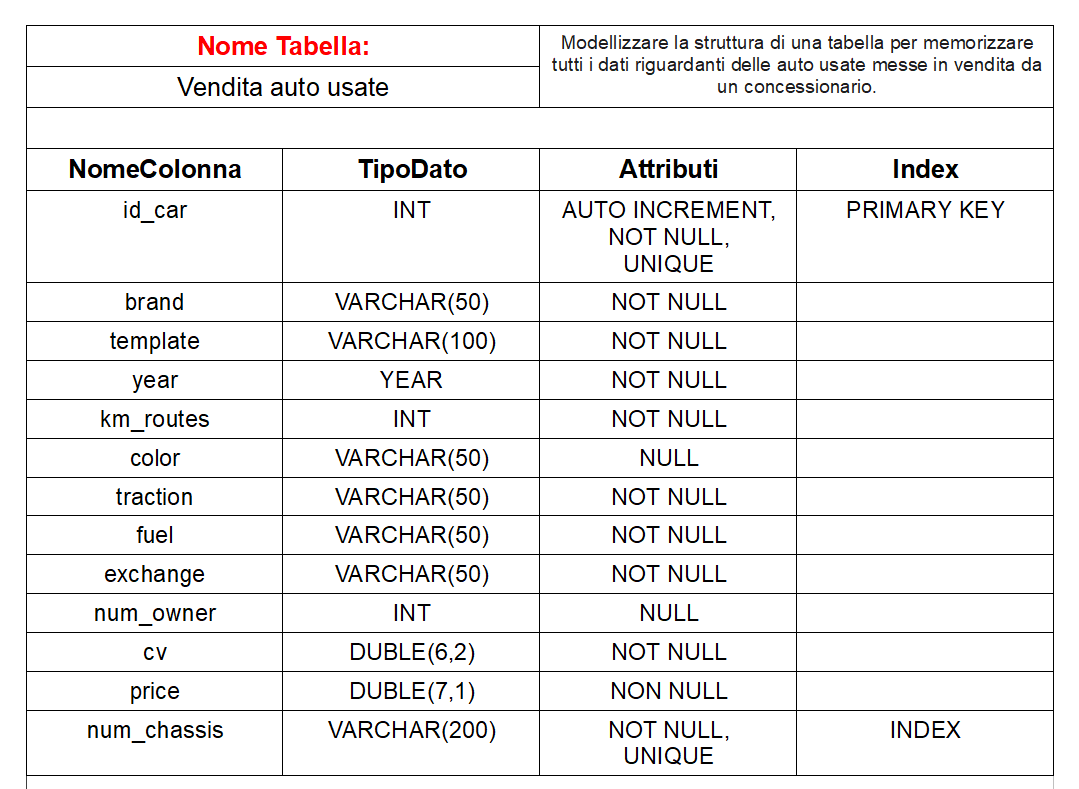 Nome Tabella:
Modellizzare la struttura di una tabella per memorizzare
tutti i dati riguardanti delle auto usate messe in vendita da
un concessionario.
Vendita auto usate
NomeColonna TipoDato Attributi Index
id_car INT AUTO INCREMENT, PRIMARY KEY
NOT NULL,
UNIQUE
brand VARCHAR(50) NOT NULL
template VARCHAR(100) NOT NULL
year YEAR NOT NULL
km_routes INT NOT NULL
color VARCHAR(50) NULL
traction VARCHAR(50) NOT NULL
fuel VARCHAR(50) NOT NULL
exchange VARCHAR(50) NOT NULL
num_owner INT NULL
cv DUBLE(6,2) NOT NULL
price DUBLE(7,1) NON NULL
num_chassis VARCHAR(200) NOT NULL, INDEX
UNIQUE